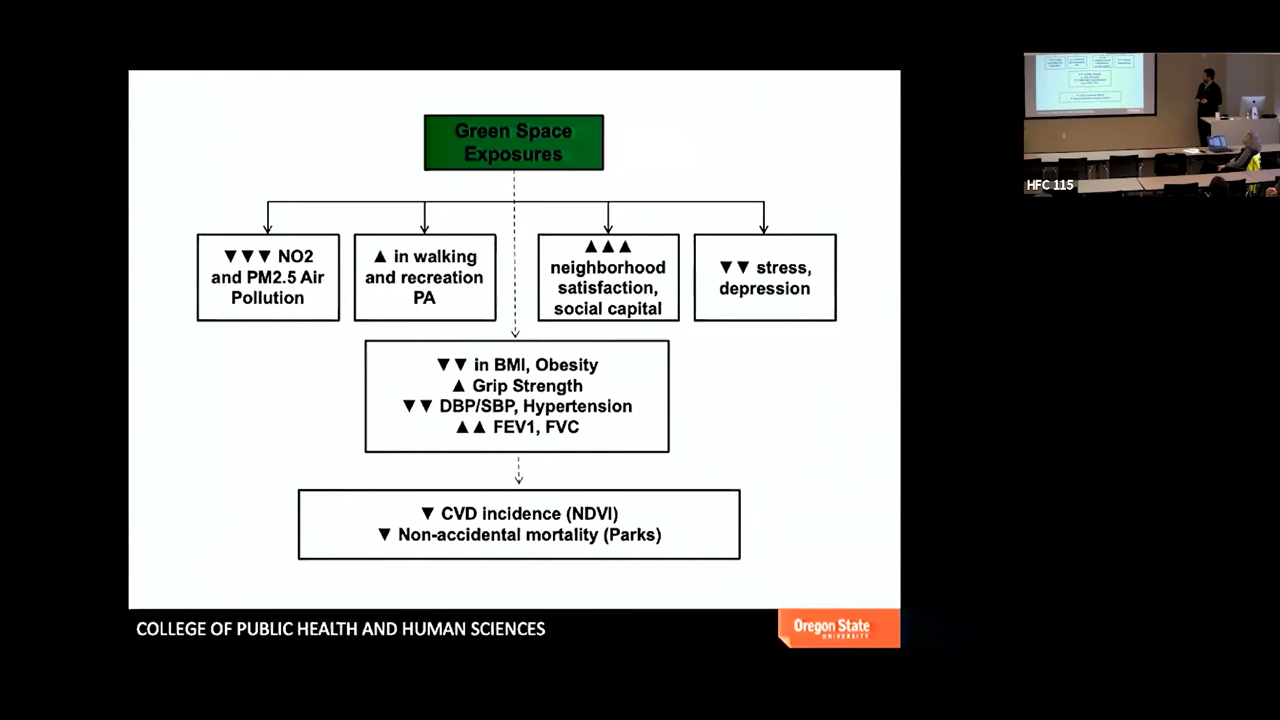 Green Space
Exposures
▼▼▼ NO2
and PM2.5 Air
Pollution
▲ in walking
and recreation
PA
▲▲▲
neighborhood
satisfaction,
social capital
▼▼ stress,
depression
▼▼ in BMI, Obesity
▲ Grip Strength
▼▼ DBP/SBP, Hypertension
▲▲ FEV1, FVC
▼ CVD incidence (NDVI)
▼ Non-accidental mortality (Parks)
COLLEGE OF PUBLIC HEALTH AND HUMAN SCIENCES
Oregon State
UNIVERSITY
HFC 115